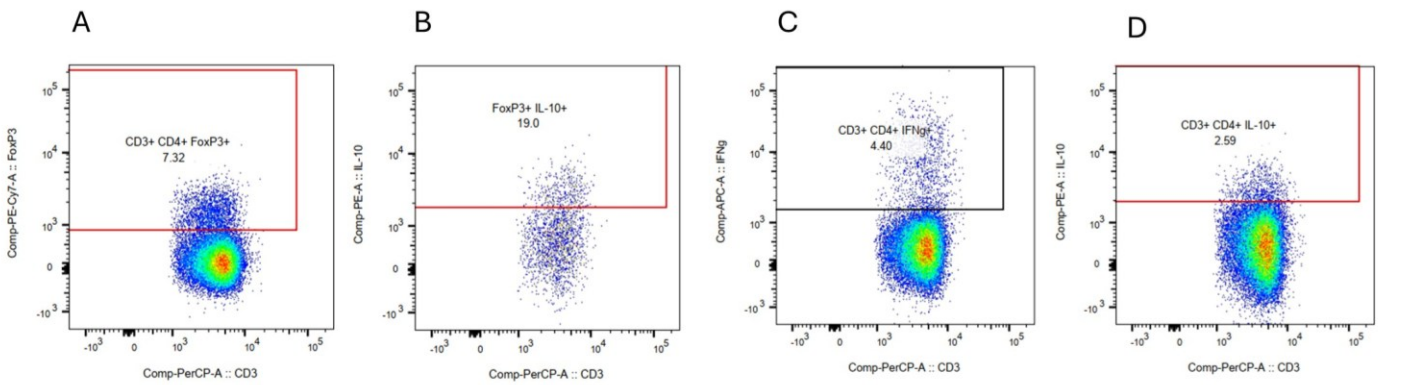 A
B
C
D
Comp-PE-Cy7-A :: FoxP3
10^5
10^4
10^3
0
-10^3
CD3+ CD4+ FoxP3+
7.32
-10^3 0 10^3 10^4 10^5
Comp-PerCP-A :: CD3
Comp-PE-A :: IL-10
10^5
10^4
10^3
0
-10^3
FoxP3+ IL-10+
19.0
-10^3 0 10^3 10^4 10^5
Comp-PerCP-A :: CD3
Comp-APC-A :: IFNg
10^5
10^4
10^3
0
-10^3
CD3+ CD4+ IFNg+
4.40
-10^3 0 10^3 10^4 10^5
Comp-PerCP-A :: CD3
Comp-PE-A :: IL-10
10^5
10^4
10^3
0
-10^3
CD3+ CD4+ IL-10+
2.59
-10^3 0 10^3 10^4 10^5
Comp-PerCP-A :: CD3